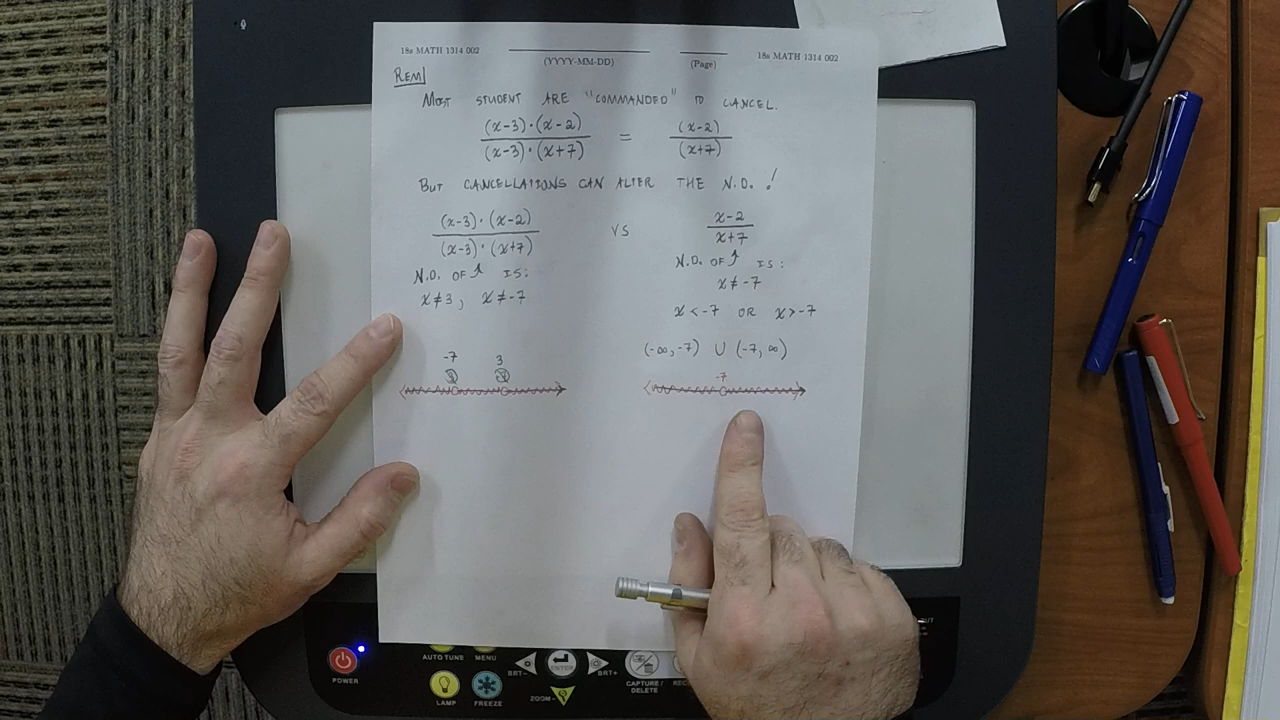 18s MATH 1314 002
(YYYY-MM-DD)
(Page)
18s MATH 1314 002
REM
MOST STUDENT ARE "COMMANDED" TO CANCEL.
(x-3)·(x-2) / (x-3)·(x+7) = (x-2) / (x+7)
BUT CANCELLATIONS CAN ALTER THE N.D.!
(x-3)·(x-2) / (x-3)·(x+7) VS x-2 / x+7
N.D. OF ↑ IS:
x≠3, x≠-7
N.D. OF ↑ IS:
x≠-7
x<-7 OR x>-7
(-∞,-7) ∪ (-7,∞)
-7 3
-7
POWER
AUTO TUNE
MENU
LAMP
FREEZE
BRT-
ENTER
BRT+
ZOOM-
CAPTURE / DELETE